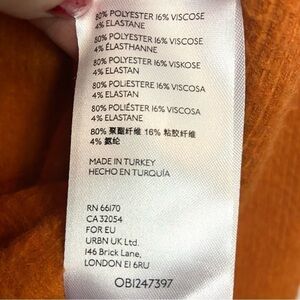 80% POLYESTER 16% VISCOSE
4% ELASTANE
80% POLYESTER 16% VISCOSE
4% ÉLASTHANNE
80% POLYESTER 16% VISKOSE
4% ELASTAN
80% POLIESTERE 16% VISCOSA
4% ELASTAN
80% POLIÉSTER 16% VISCOSA
4% ELASTANO
80% 聚酯纤维 16% 粘胶纤维
4% 氨纶
MADE IN TURKEY
HECHO EN TURQUÍA
RN 66170
CA 32054
FOR EU
URBN UK Ltd.
146 Brick Lane,
LONDON E1 6RU
OB1247397